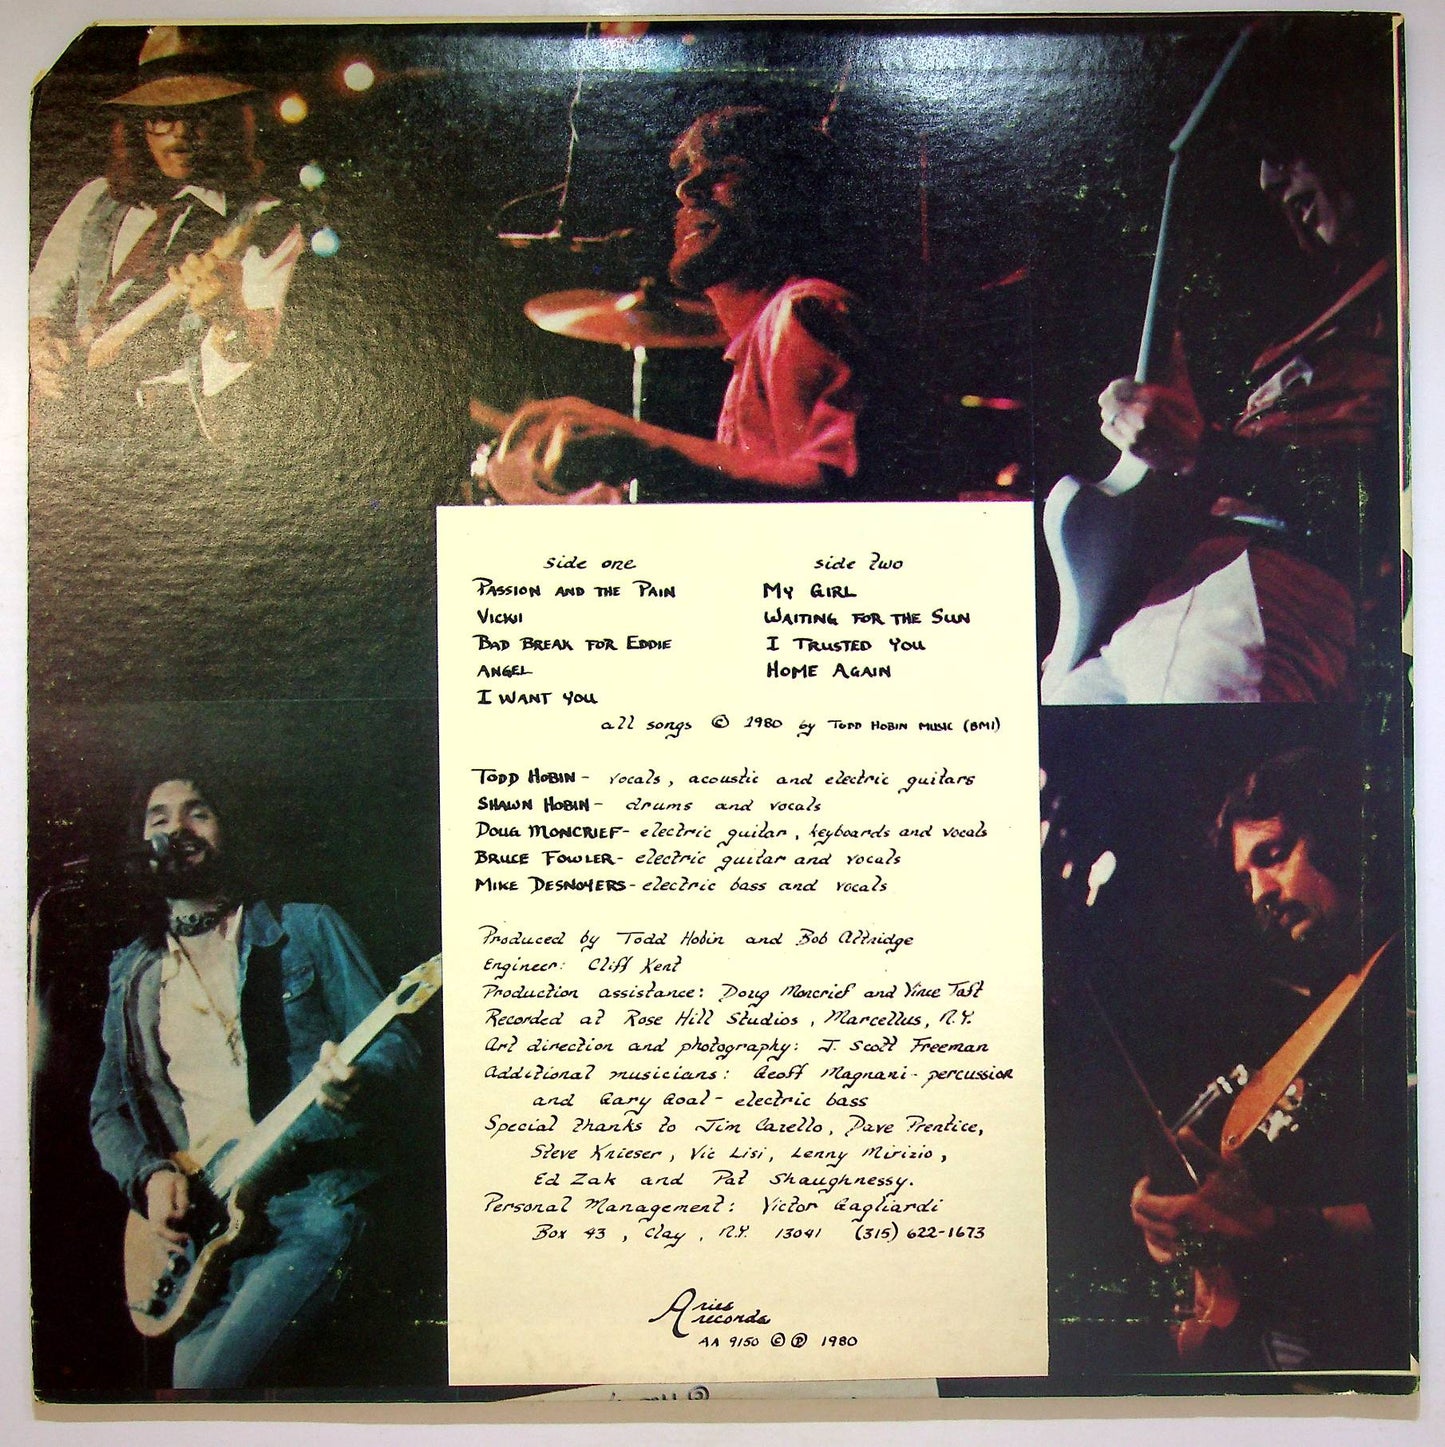 side one
PASSION AND THE PAIN
VICKII
BAD BREAK FOR EDDIE
ANGEL
I WANT YOU
side two
MY GIRL
WAITING FOR THE SUN
I TRUSTED YOU
HOME AGAIN
all songs © 1980 by TODD HOBIN MUSIC (BMI)
TODD HOBIN - vocals, acoustic and electric guitars
SHAWN HOBIN - drums and vocals
DOUG MONCRIEF - electric guitar, keyboards and vocals
BRUCE FOWLER - electric guitar and vocals
MIKE DESNOYERS - electric bass and vocals
Produced by Todd Hobin and Bob Attridge
Engineer: Cliff Kent
Production assistance: Doug Moncrief and Vince Taft
Recorded at Rose Hill Studios, Marcellus, N.Y.
Art direction and photography: J. Scott Freeman
Additional musicians: Geoff Magnani - percussion
and Gary Goat - electric bass
Special thanks to Jim Carello, Dave Prentice,
Steve Knieser, Vic Lisi, Lenny Mirizio,
Ed Zak and Pat Shaughnessy.
Personal Management: Victor Gagliardi
Box 43, Clay, N.Y. 13041 (315) 622-1673
Aries records
AA 9150 © ℗ 1980